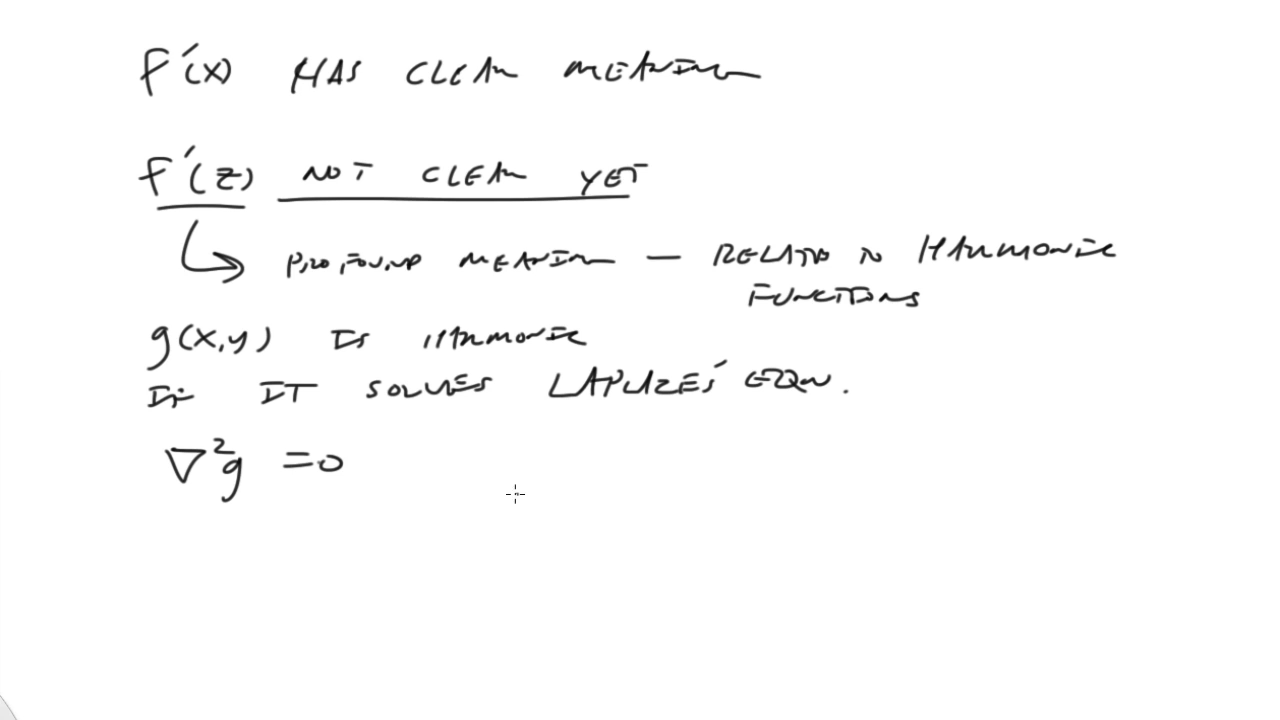 f'(x) HAS CLEAR MEANING
f'(z) NOT CLEAR YET
PROFOUND MEANING — RELATED TO HARMONIC
FUNCTIONS
g(x,y) IS HARMONIC
IF IT SOLVES LAPLACE'S EQN.
∇²g = 0